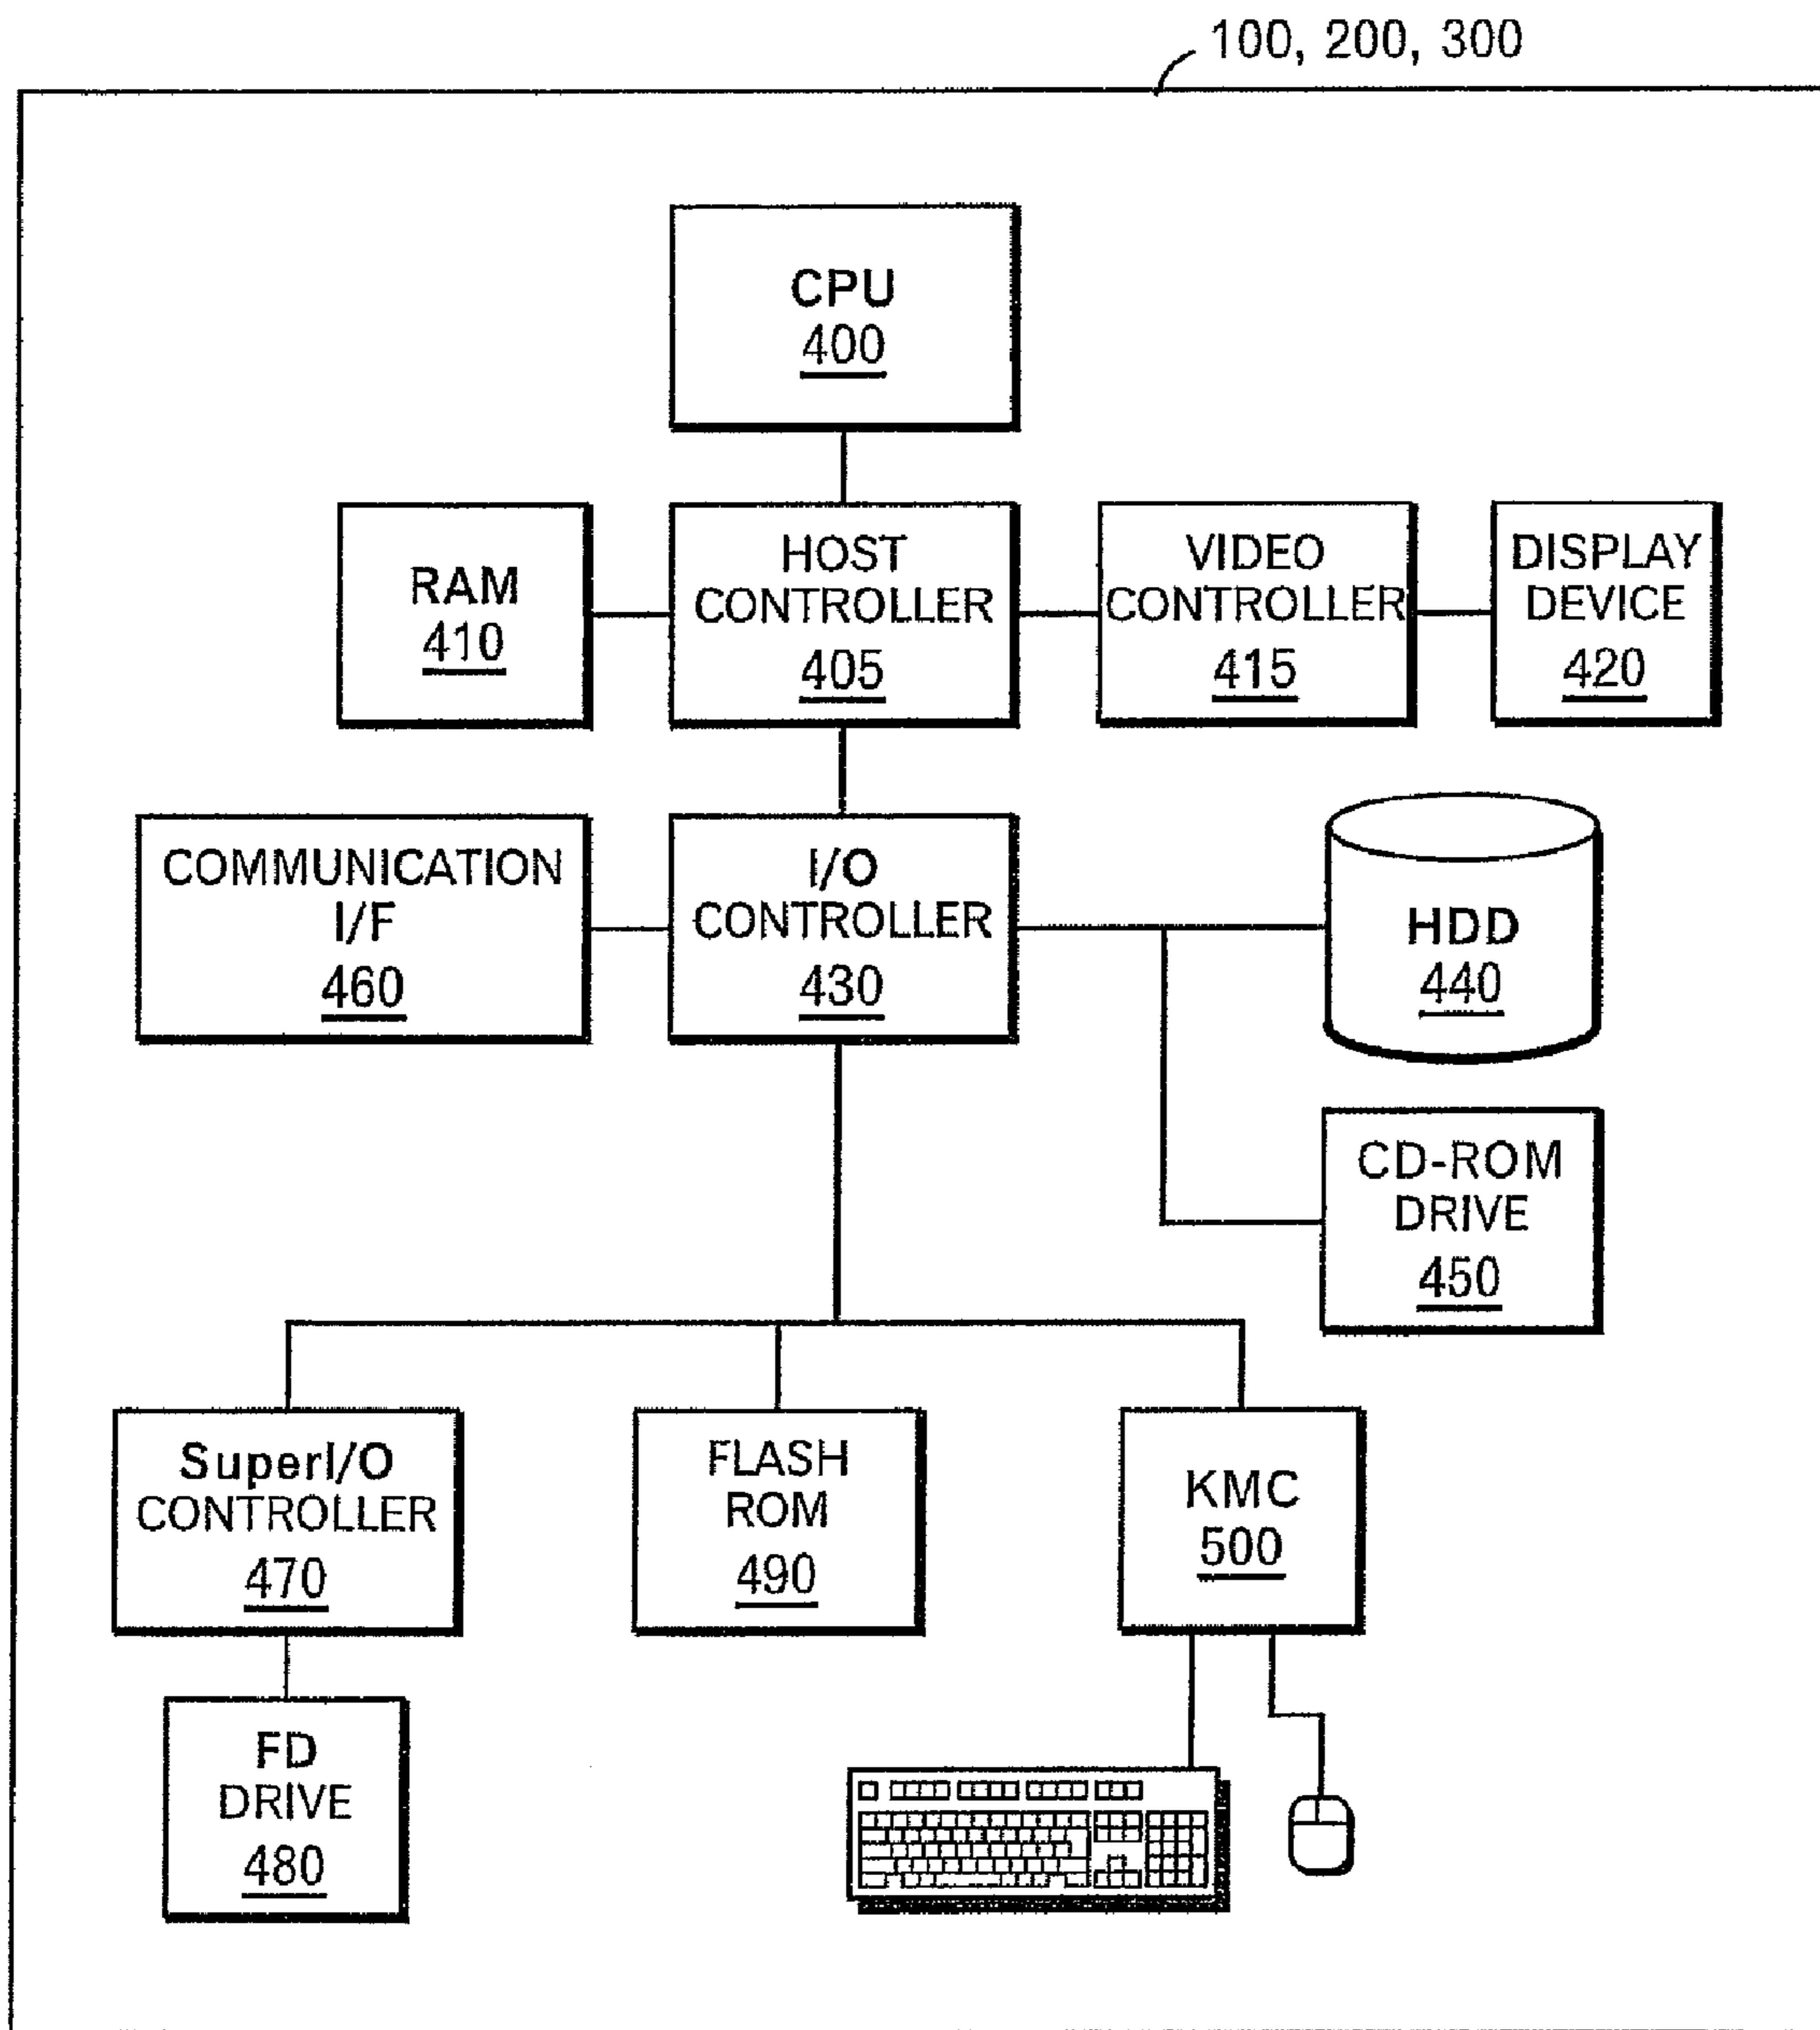 100, 200, 300
CPU
400
RAM
410
HOST
CONTROLLER
405
VIDEO
CONTROLLER
415
DISPLAY
DEVICE
420
COMMUNICATION
I/F
460
I/O
CONTROLLER
430
HDD
440
CD-ROM
DRIVE
450
SuperI/O
CONTROLLER
470
FLASH
ROM
490
KMC
500
FD
DRIVE
480